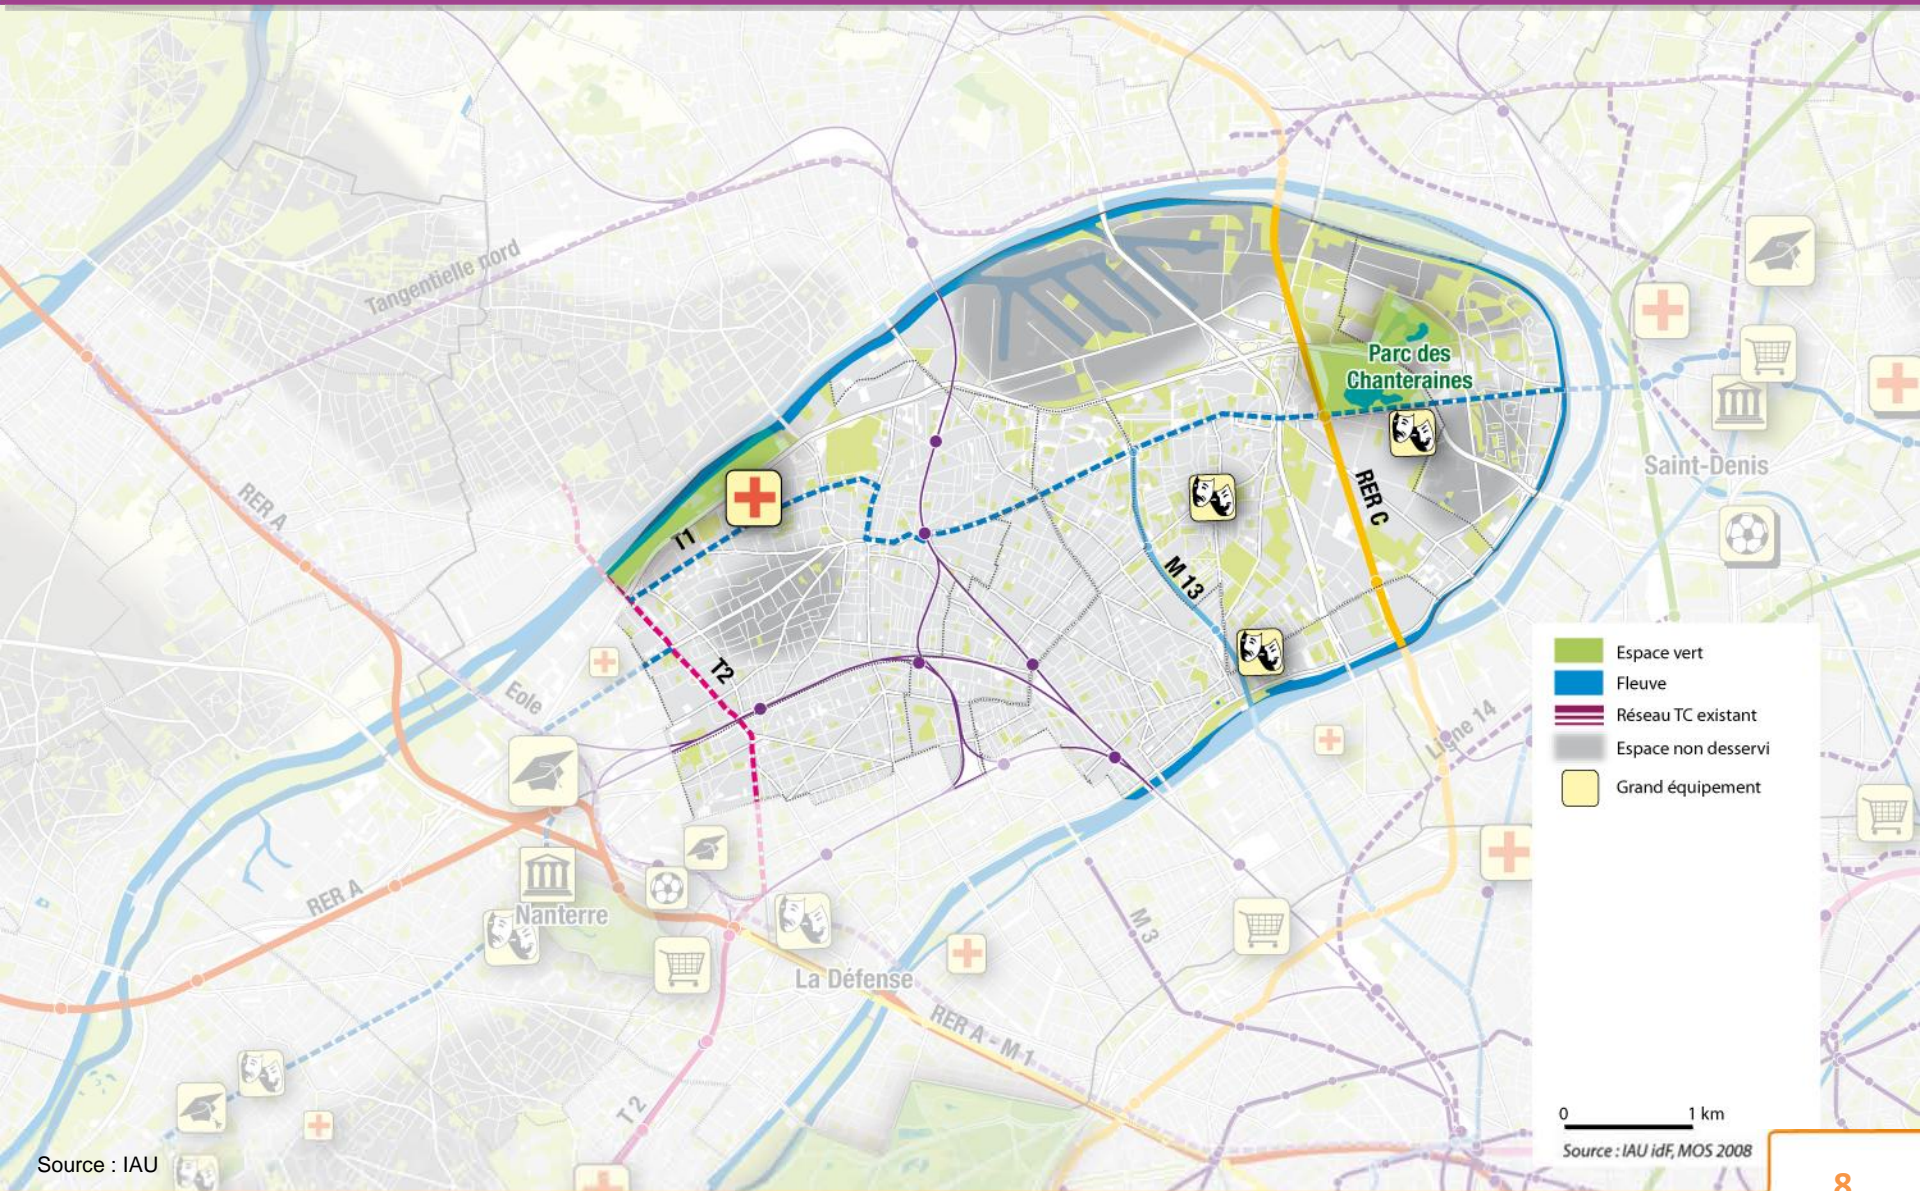 Tangentielle nord
Parc des
Chanteraines
RER A
T1
RER C
Saint-Denis
M 13
T2
Eole
Ligne 14
RER A
Nanterre
M 3
La Défense
RER A - M 1
T 2
Espace vert
Fleuve
Réseau TC existant
Espace non desservi
Grand équipement
0 1 km
Source : IAU idF, MOS 2008
Source : IAU
8